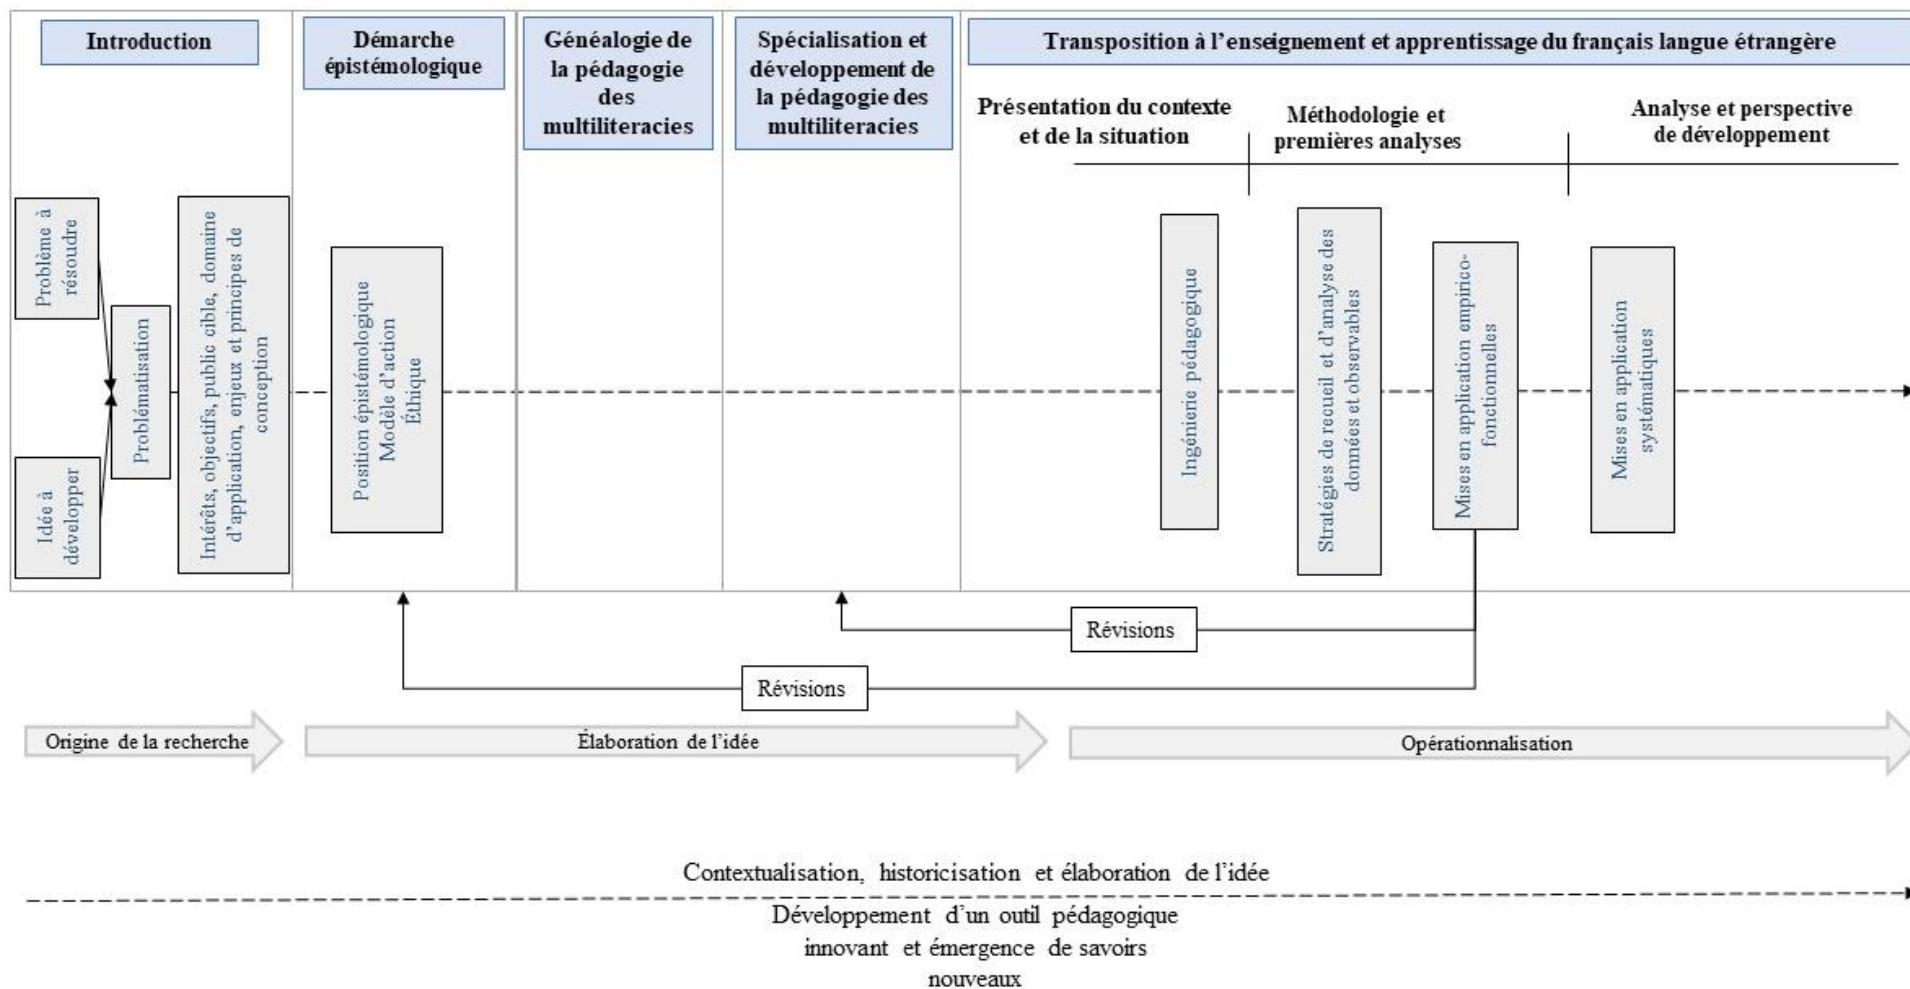 Introduction
Démarche
épistémologique
Généalogie de
la pédagogie
des
multiliteracies
Spécialisation et
développement de
la pédagogie des
multiliteracies
Transposition à l’enseignement et apprentissage du français langue étrangère
Présentation du contexte
et de la situation
Méthodologie et
premières analyses
Analyse et perspective
de développement
Problème à
résoudre
Idée à
développer
Problématisation
Intérêts, objectifs, public cible, domaine
d’application, enjeux et principes de
conception
Position épistémologique
Modèle d’action
Éthique
Ingénierie pédagogique
Stratégies de recueil et d’analyse des
données et observables
Mises en application empirico-
fonctionnelles
Mises en application
systématiques
Révisions
Révisions
Origine de la recherche
Élaboration de l’idée
Opérationnalisation
Contextualisation, historicisation et élaboration de l’idée
Développement d’un outil pédagogique
innovant et émergence de savoirs
nouveaux